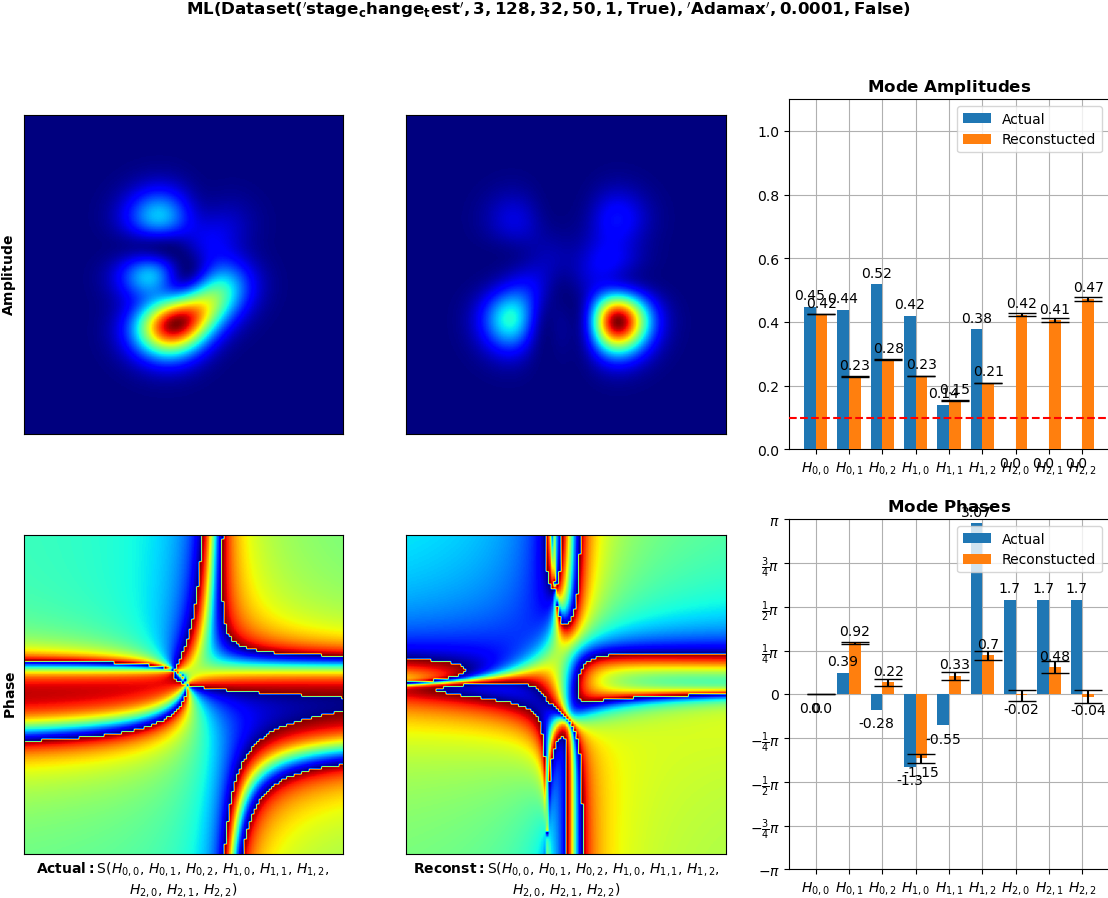 ML(Dataset('stage_change_test', 3, 128, 32, 50, 1, True), 'Adamax', 0.0001, False)
Amplitude
Mode Amplitudes
Actual
Reconstucted
1.0
0.8
0.6
0.4
0.2
0.0
0.45 0.42 0.44 0.23 0.52 0.28 0.42 0.23 0.14 0.15 0.38 0.21 0.0 0.42 0.0 0.41 0.0 0.47
H0,0 H0,1 H0,2 H1,0 H1,1 H1,2 H2,0 H2,1 H2,2
Phase
Actual:S(H0,0, H0,1, H0,2, H1,0, H1,1, H1,2,
H2,0, H2,1, H2,2)
Reconst:S(H0,0, H0,1, H0,2, H1,0, H1,1, H1,2,
H2,0, H2,1, H2,2)
Mode Phases
Actual
Reconstucted
π
3/4π
1/2π
1/4π
0
−1/4π
−1/2π
−3/4π
−π
0.0 0.0 0.39 0.92 -0.28 0.22 -1.3 -1.15 -0.55 0.33 3.07 0.7 1.7 -0.02 1.7 0.48 1.7 -0.04
H0,0 H0,1 H0,2 H1,0 H1,1 H1,2 H2,0 H2,1 H2,2